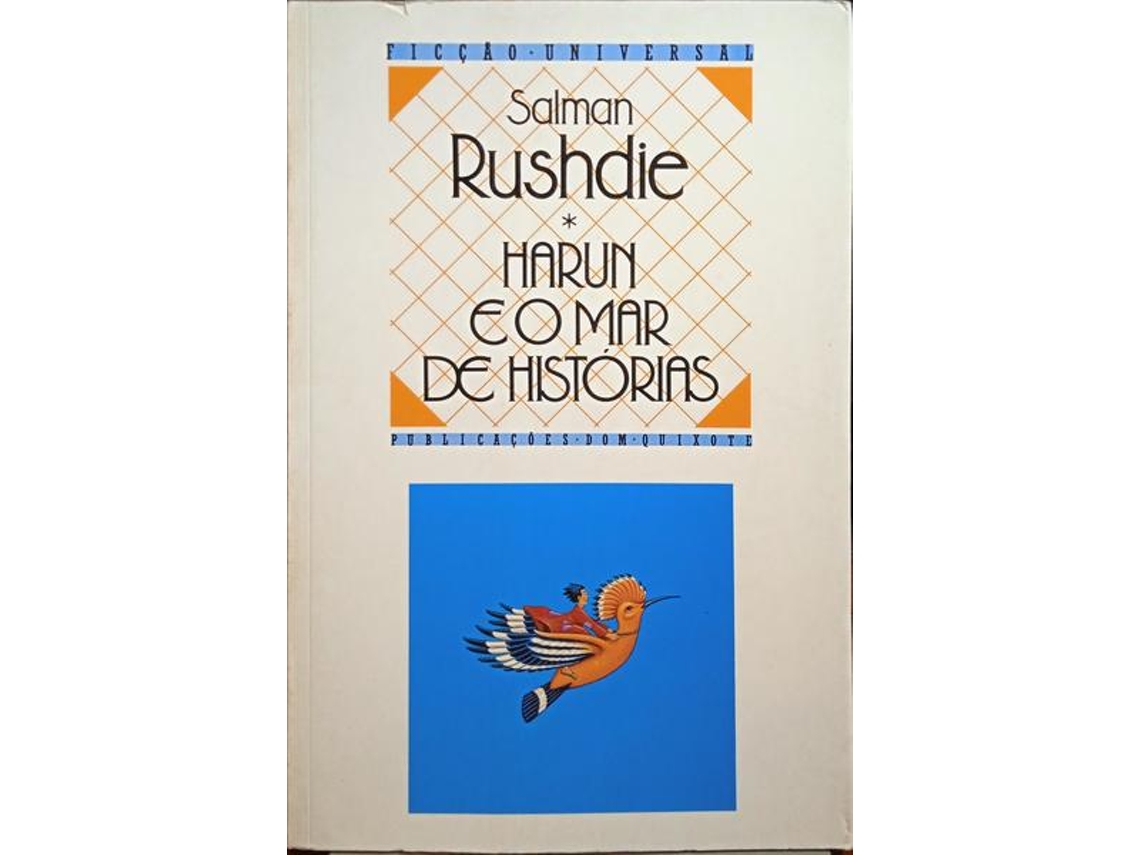 FICÇÃO · UNIVERSAL
Salman
Rushdie
*
HARUN
E O MAR
DE HISTÓRIAS
PUBLICAÇÕES · DOM · QUIXOTE